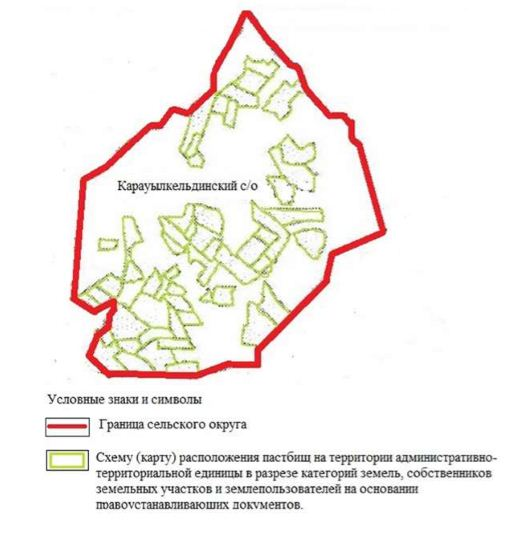 Карауылкельдинский с/о
Условные знаки и символы
Граница сельского округа
Схему (карту) расположения пастбищ на территории административно-
территориальной единицы в разрезе категорий земель, собственников
земельных участков и землепользователей на основании
правоустанавливающих документов.